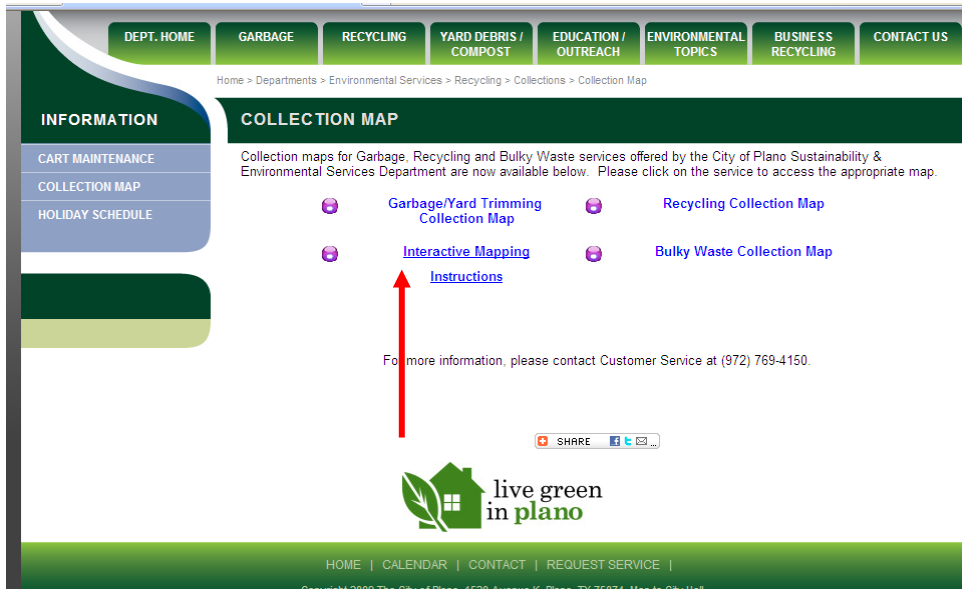 DEPT. HOME
GARBAGE
RECYCLING
YARD DEBRIS /
COMPOST
EDUCATION /
OUTREACH
ENVIRONMENTAL
TOPICS
BUSINESS
RECYCLING
CONTACT US
Home > Departments > Environmental Services > Recycling > Collections > Collection Map
INFORMATION
CART MAINTENANCE
COLLECTION MAP
HOLIDAY SCHEDULE
COLLECTION MAP
Collection maps for Garbage, Recycling and Bulky Waste services offered by the City of Plano Sustainability &
Environmental Services Department are now available below. Please click on the service to access the appropriate map.
Garbage/Yard Trimming
Collection Map
Recycling Collection Map
Interactive Mapping
Instructions
Bulky Waste Collection Map
For more information, please contact Customer Service at (972) 769-4150.
SHARE
live green
in plano
HOME | CALENDAR | CONTACT | REQUEST SERVICE |